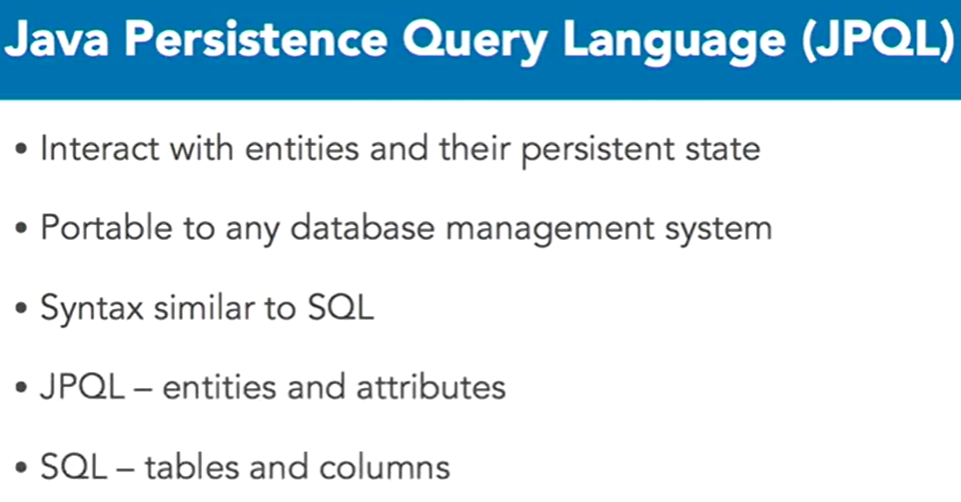 Java Persistence Query Language (JPQL)
• Interact with entities and their persistent state
• Portable to any database management system
• Syntax similar to SQL
• JPQL – entities and attributes
• SQL – tables and columns